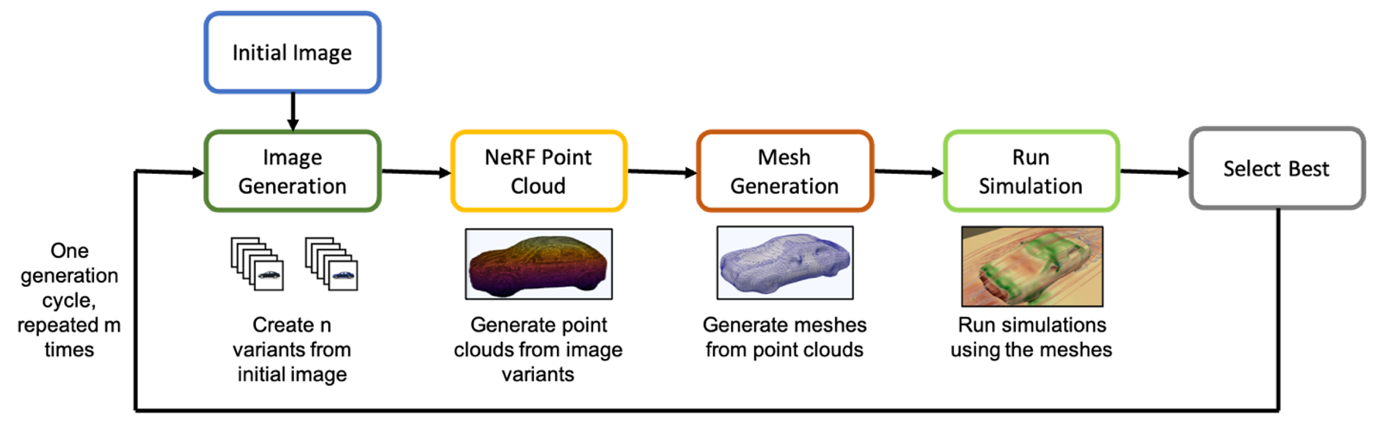 Initial Image
Image
Generation
NeRF Point
Cloud
Mesh
Generation
Run
Simulation
Select Best
One
generation
cycle,
repeated m
times
Create n
variants from
initial image
Generate point
clouds from image
variants
Generate meshes
from point clouds
Run simulations
using the meshes